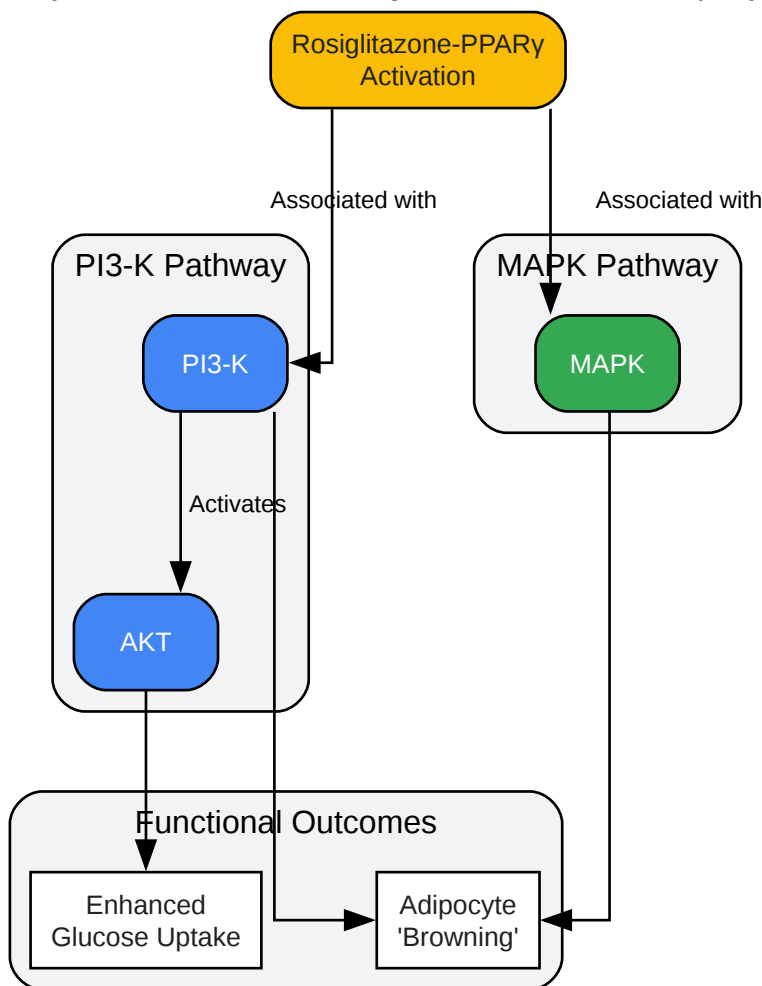 Rosiglitazone-PPARγ
Activation
Associated with
Associated with
PI3-K Pathway
MAPK Pathway
PI3-K
MAPK
Activates
AKT
Functional Outcomes
Enhanced
Glucose Uptake
Adipocyte
'Browning'